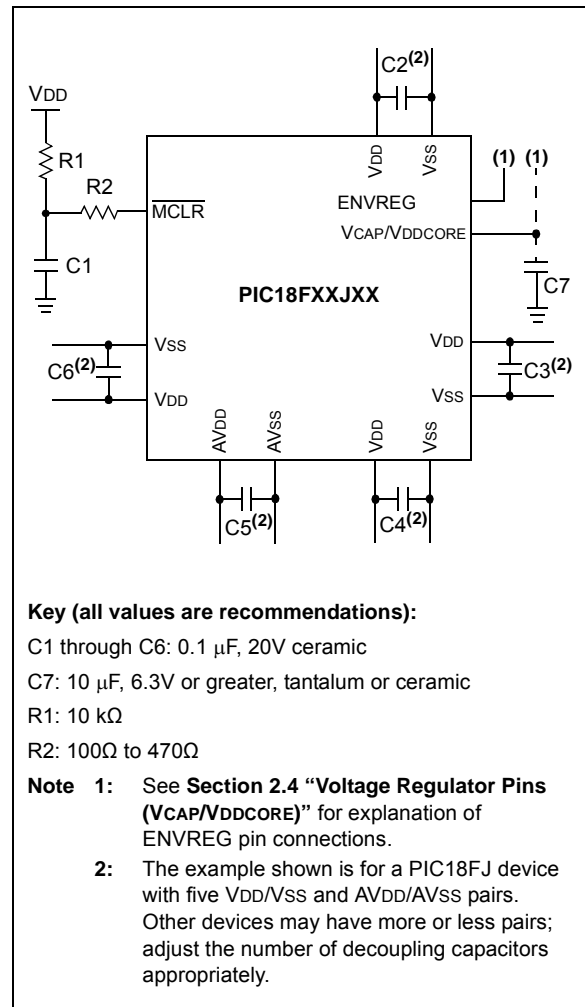 C2(2)
VDD
R1
R2
C1
MCLR
VDD
VSS
ENVREG
(1) (1)
VCAP/VDDCORE
C7
PIC18FXXJXX
VSS
C6(2)
VDD
VDD
C3(2)
VSS
AVDD
AVSS
VDD
VSS
C5(2)
C4(2)
Key (all values are recommendations):
C1 through C6: 0.1 μF, 20V ceramic
C7: 10 μF, 6.3V or greater, tantalum or ceramic
R1: 10 kΩ
R2: 100Ω to 470Ω
Note 1: See Section 2.4 “Voltage Regulator Pins
(VCAP/VDDCORE)” for explanation of
ENVREG pin connections.
2: The example shown is for a PIC18FJ device
with five VDD/VSS and AVDD/AVSS pairs.
Other devices may have more or less pairs;
adjust the number of decoupling capacitors
appropriately.